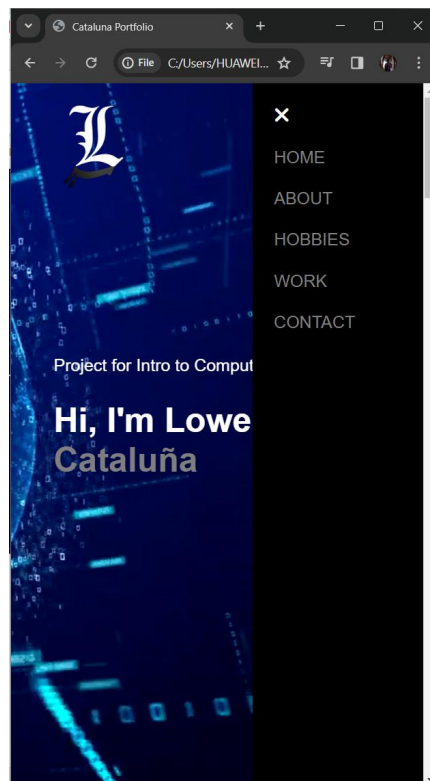 Cataluna Portfolio
File C:/Users/HUAWEI...
L
HOME
ABOUT
HOBBIES
WORK
CONTACT
Project for Intro to Comput
Hi, I'm Lowe
Cataluña